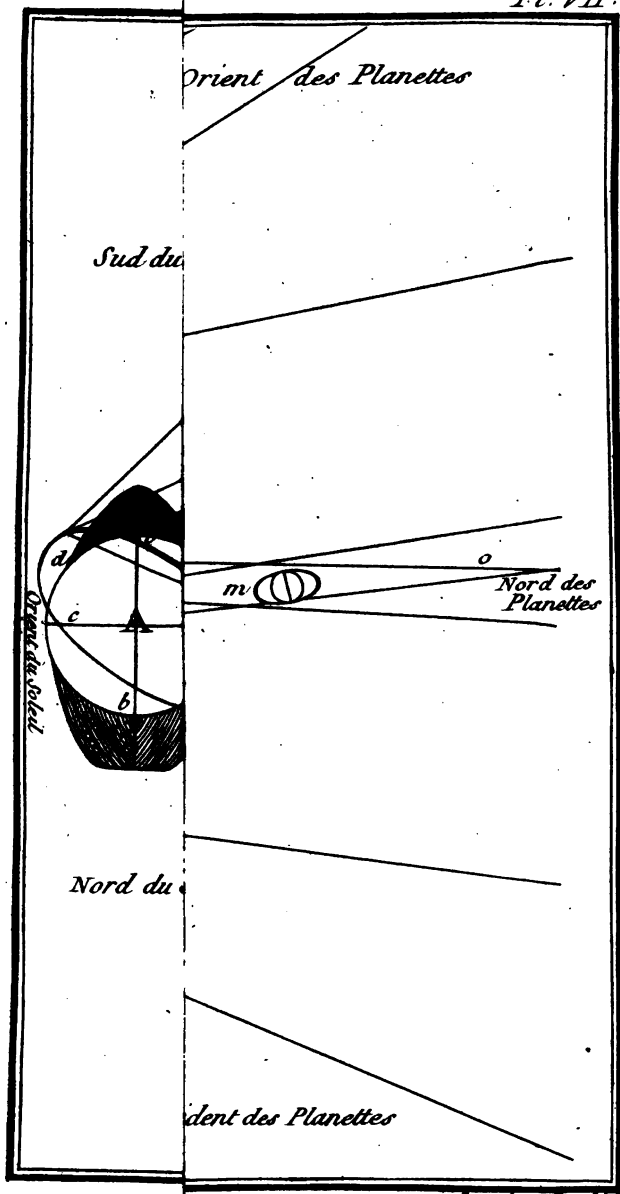 Pl. VII.
Orient des Planettes
Sud du
d
m
o
Nord des
Planettes
c
A
Orient du Soleil
b
Nord du
dent des Planettes